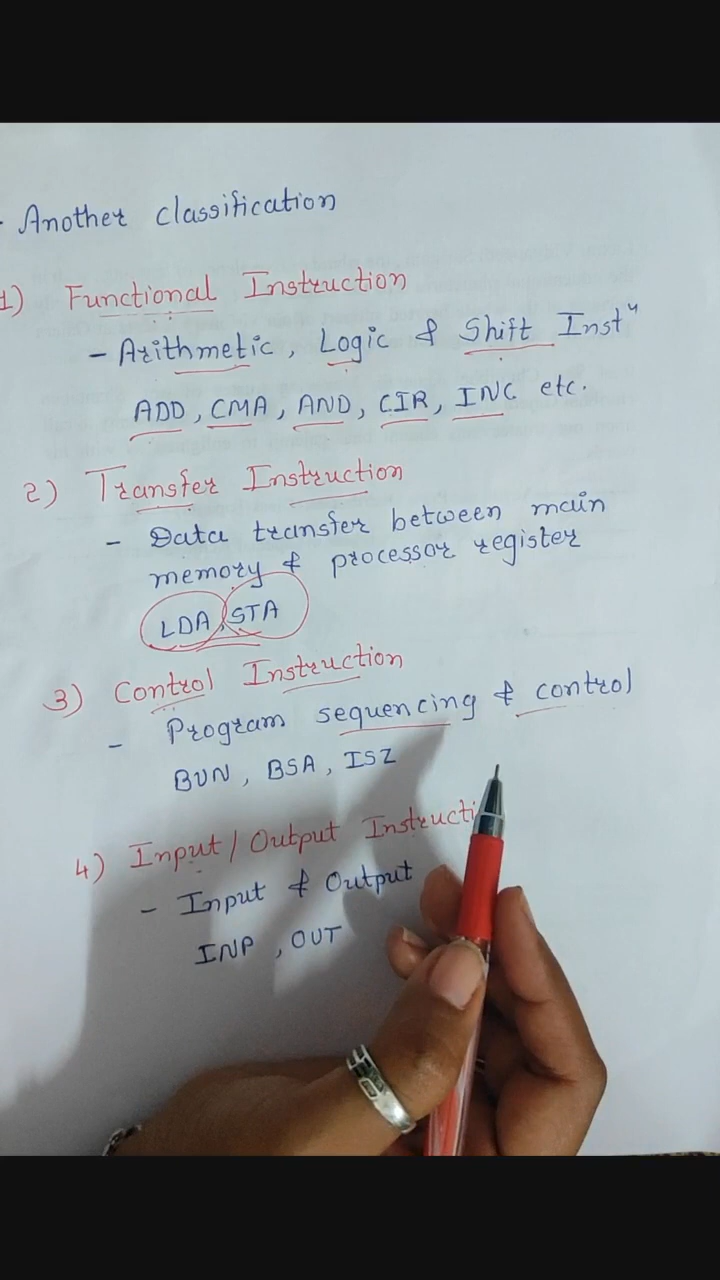 - Another classification
1) Functional Instruction
- Arithmetic, Logic & Shift Instⁿ
ADD, CMA, AND, CIR, INC etc.
2) Transfer Instruction
- Data transfer between main
memory & processor register
LDA, STA
3) Control Instruction
- Program sequencing & control
BUN, BSA, ISZ
4) Input/Output Instructi
- Input & Output
INP, OUT